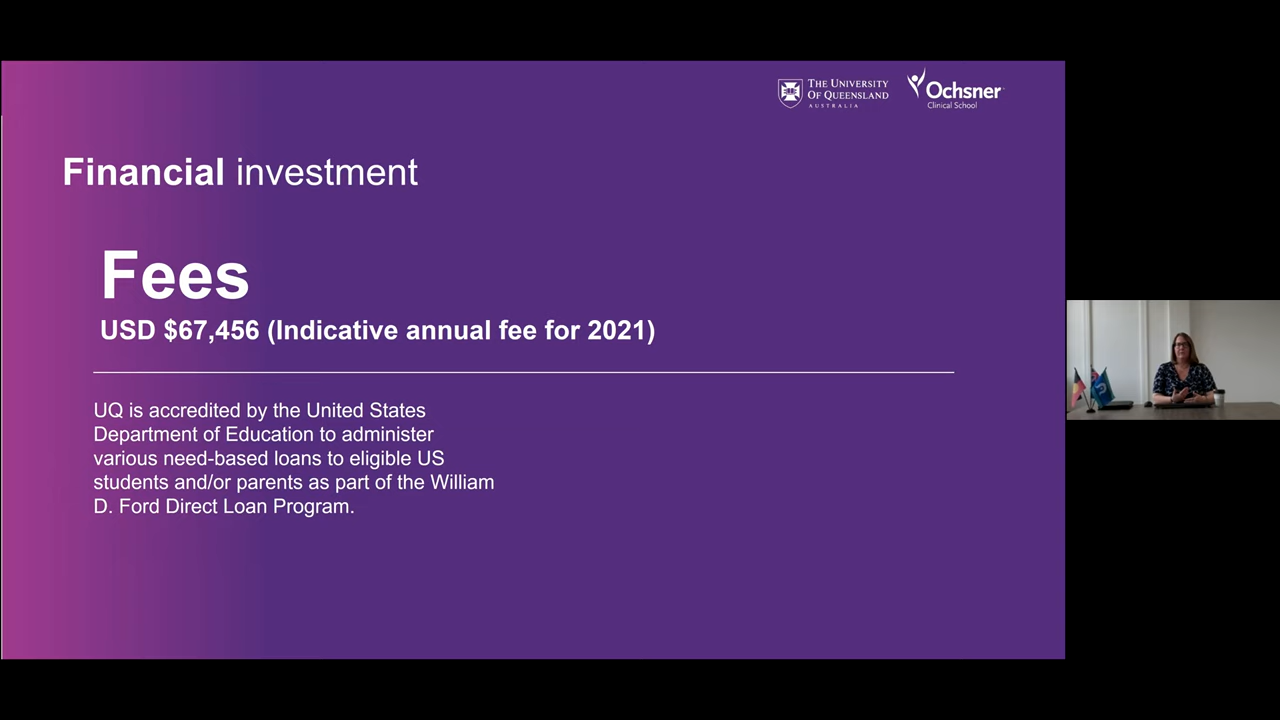 THE UNIVERSITY
OF QUEENSLAND
AUSTRALIA
Ochsner
Clinical School
Financial investment
Fees
USD $67,456 (Indicative annual fee for 2021)
UQ is accredited by the United States
Department of Education to administer
various need-based loans to eligible US
students and/or parents as part of the William
D. Ford Direct Loan Program.